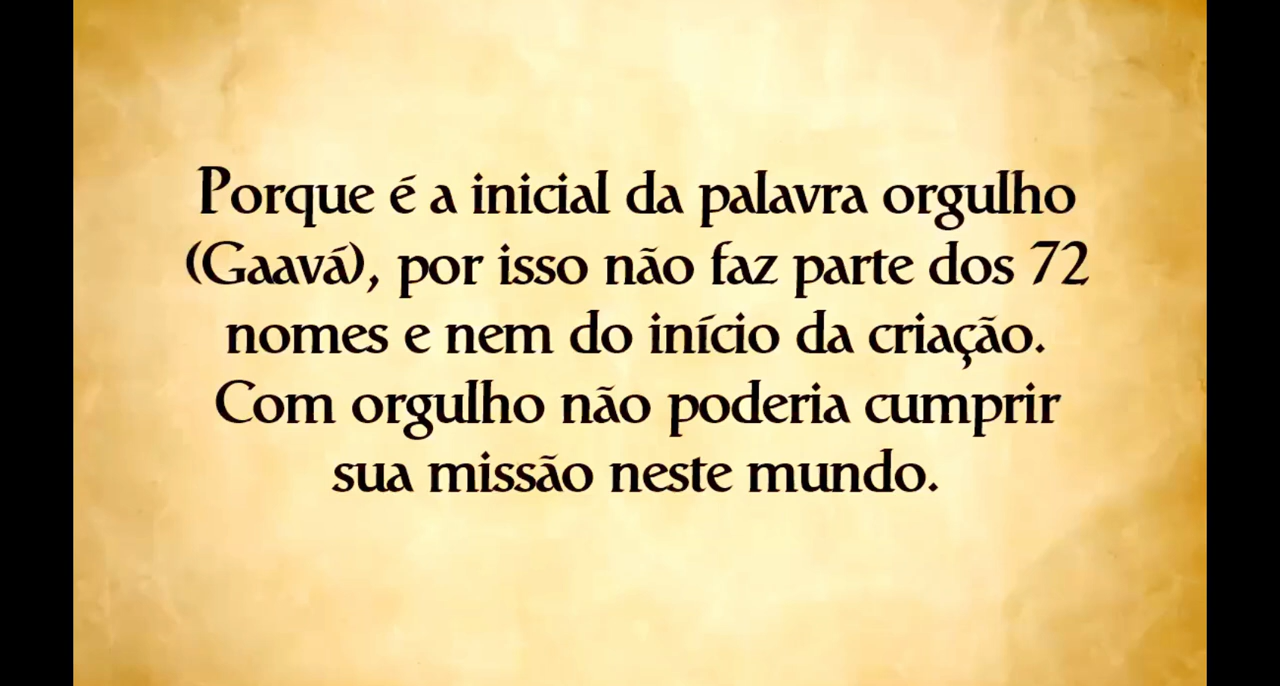 Porque é a inicial da palavra orgulho
(Gaavá), por isso não faz parte dos 72
nomes e nem do início da criação.
Com orgulho não poderia cumprir
sua missão neste mundo.